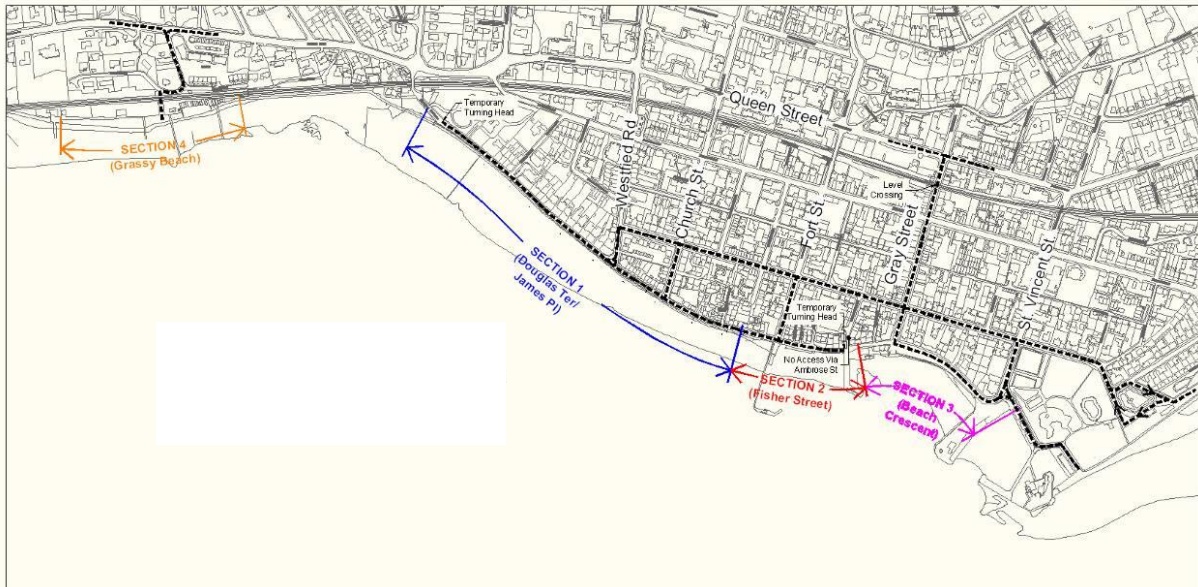 Temporary
Turning Head
Queen Street
SECTION 4
(Grassy Beach)
Westfied Rd
Church St.
Level
Crossing
Fort St.
Gray Street
St. Vincent St.
SECTION 1
(Douglas Ter/
James Pl)
Temporary
Turning Head
No Access Via
Ambrose St
SECTION 2
(Fisher Street)
SECTION 3
(Beach
Crescent)